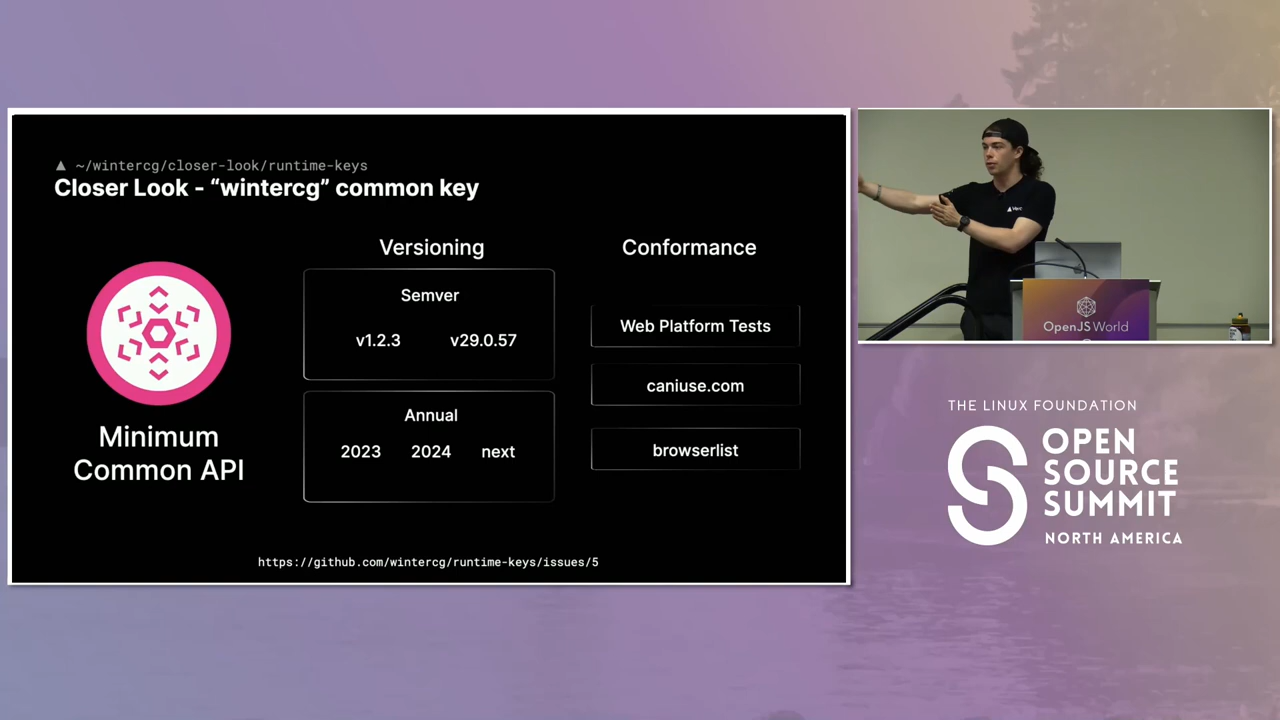 ~/wintercg/closer-look/runtime-keys
Closer Look - “wintercg” common key
Minimum
Common API
Versioning
Semver
v1.2.3 v29.0.57
Annual
2023 2024 next
Conformance
Web Platform Tests
caniuse.com
browserlist
https://github.com/wintercg/runtime-keys/issues/5
OpenJS World
THE LINUX FOUNDATION
OPEN
SOURCE
SUMMIT
NORTH AMERICA